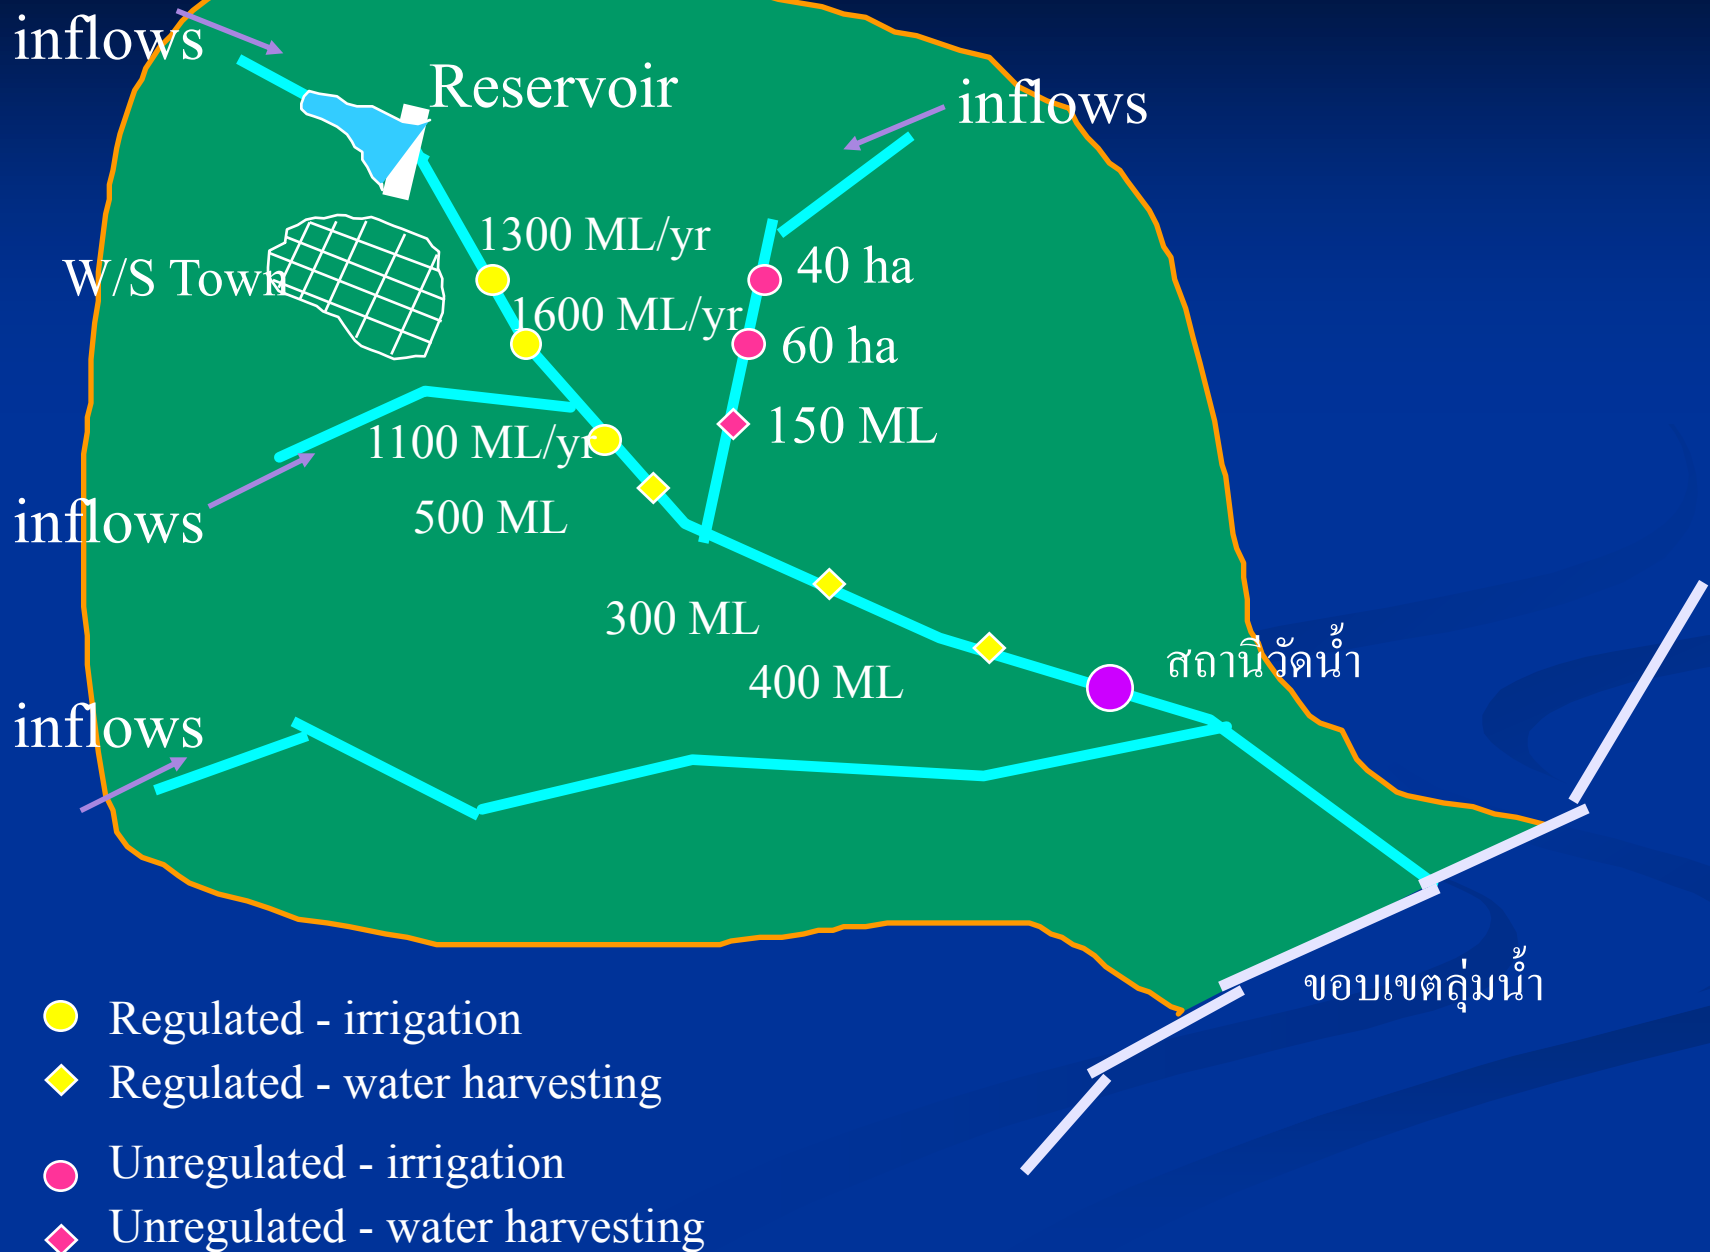 inflows
Reservoir
inflows
1300 ML/yr
W/S Town
40 ha
1600 ML/yr
60 ha
1100 ML/yr
150 ML
inflows
500 ML
300 ML
สถานีวัดน้ำ
400 ML
inflows
ขอบเขตลุ่มน้ำ
Regulated - irrigation
Regulated - water harvesting
Unregulated - irrigation
Unregulated - water harvesting